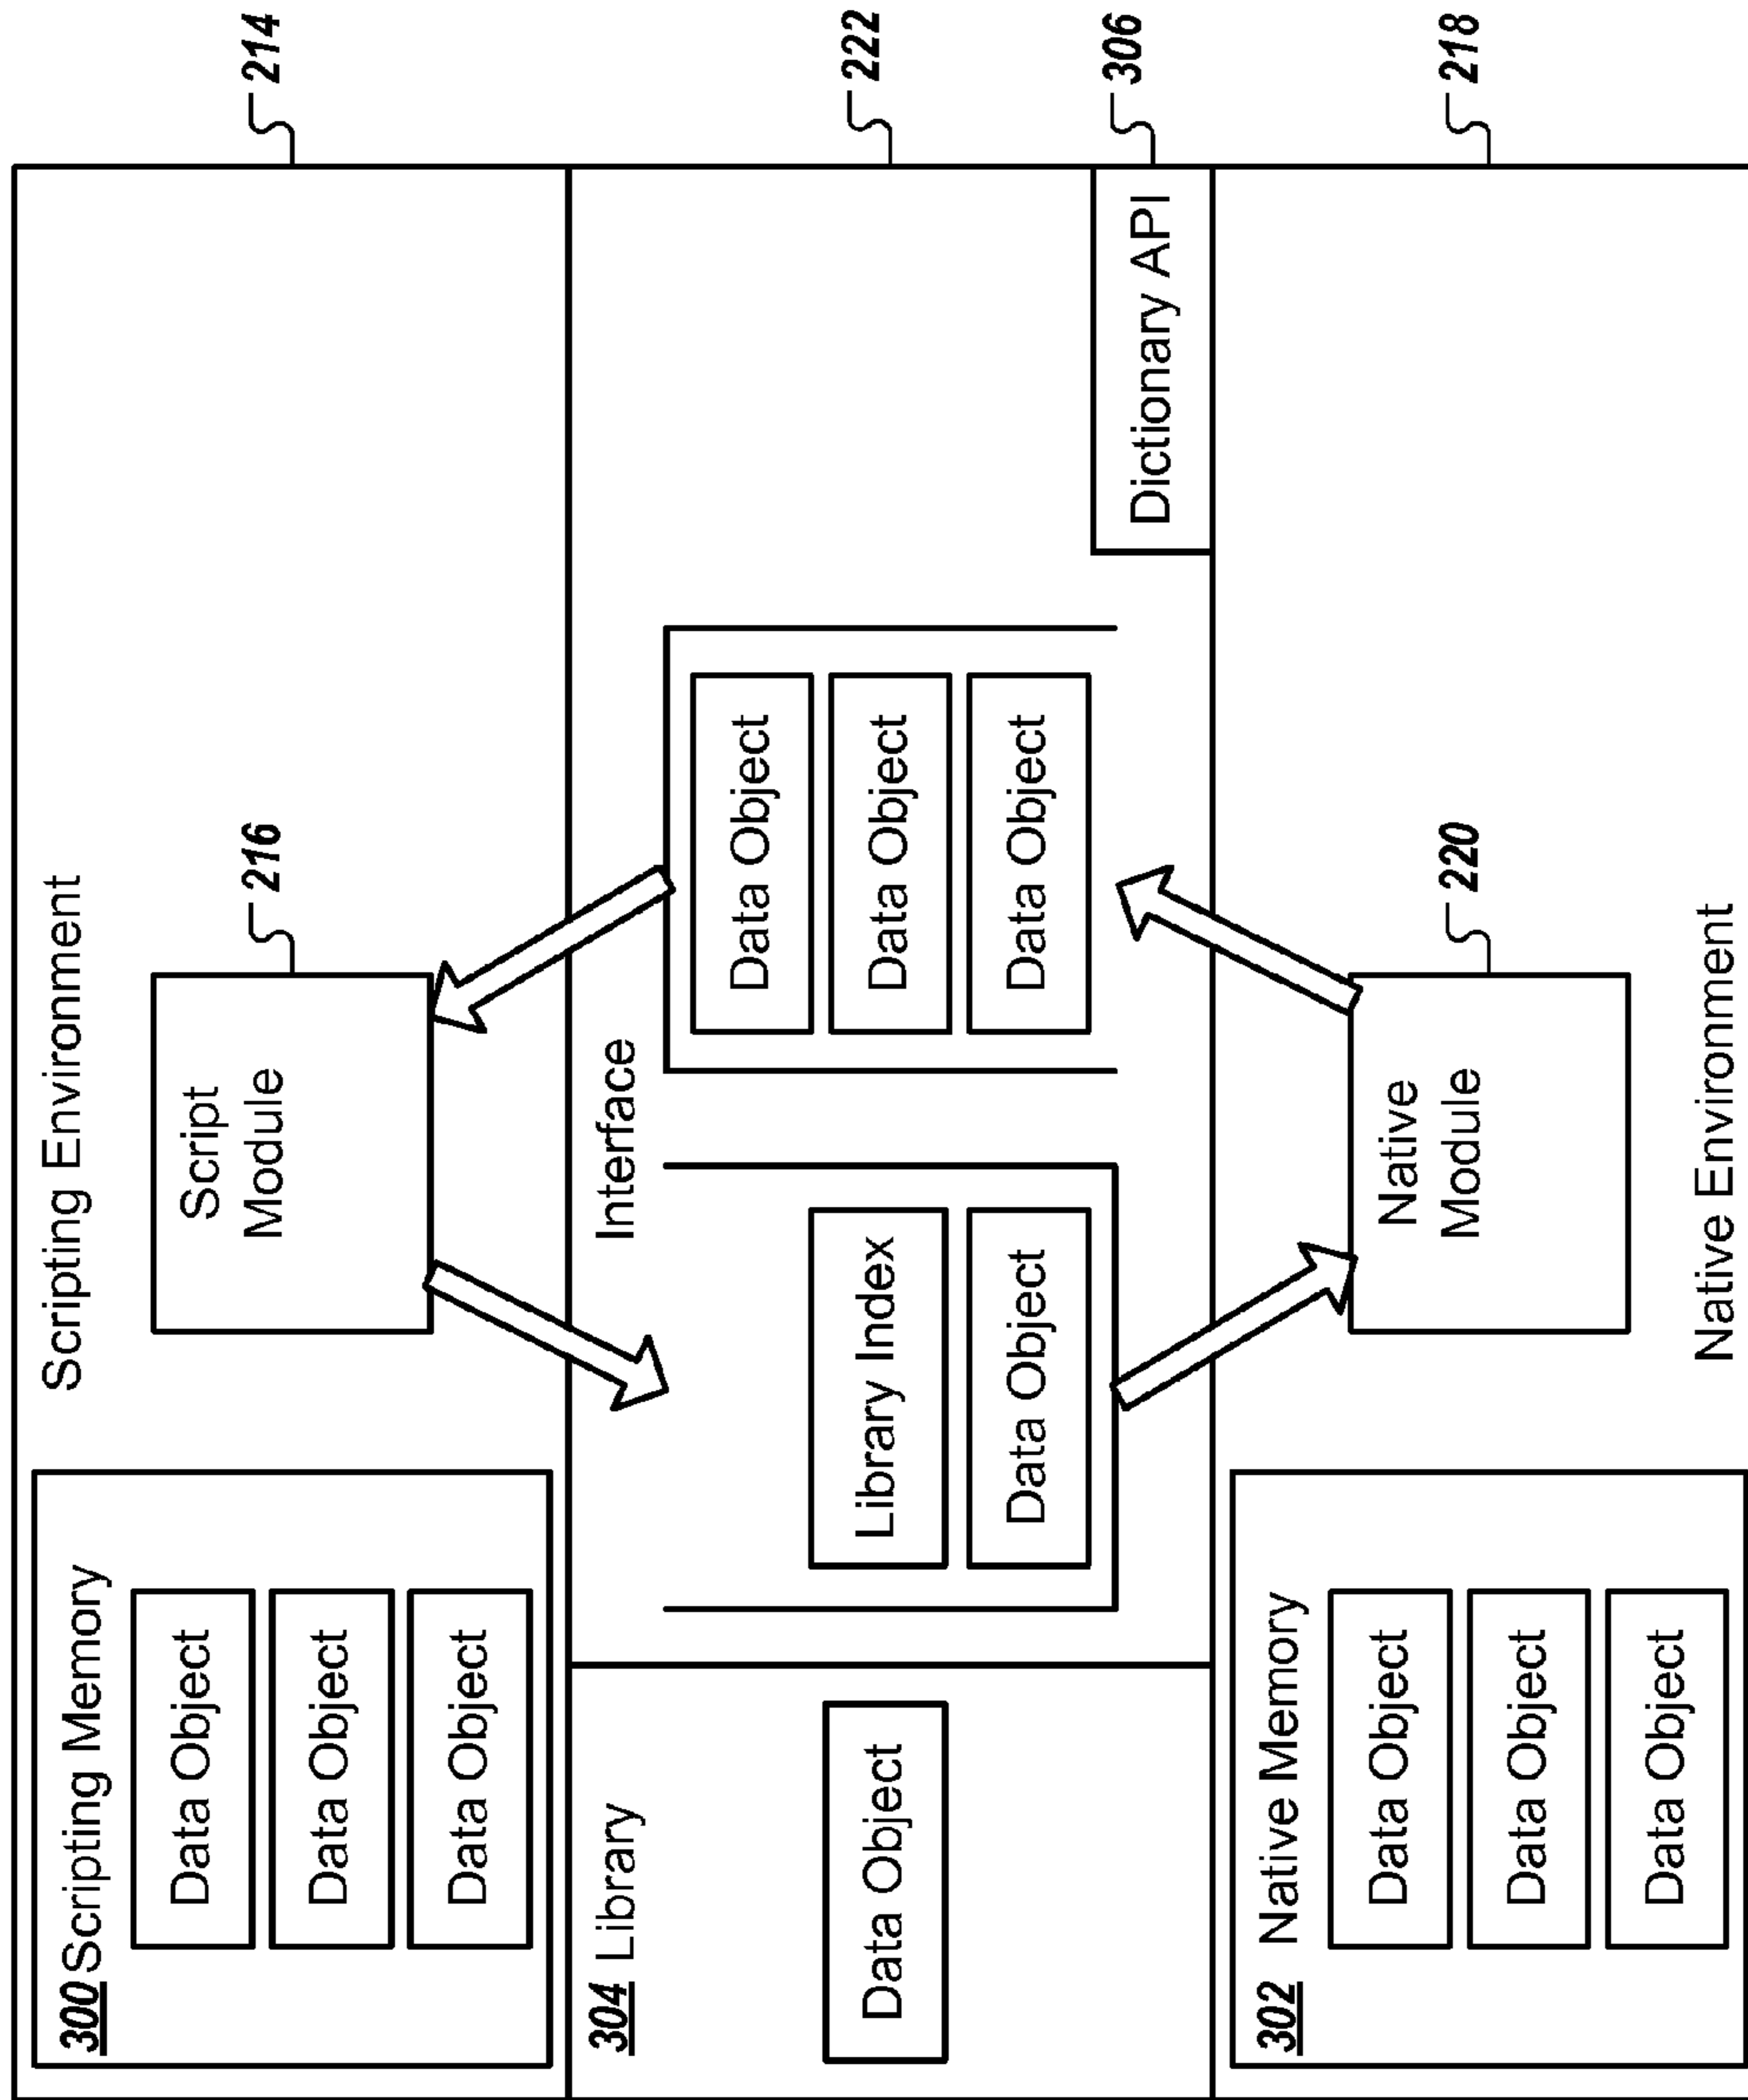 Scripting Environment
214
300 Scripting Memory
Data Object
Data Object
Data Object
Script
Module
216
304 Library
Data Object
Interface
222
Library Index
Data Object
Data Object
Data Object
Data Object
Dictionary API
306
302 Native Memory
Data Object
Data Object
Data Object
Native
Module
220
218
Native Environment